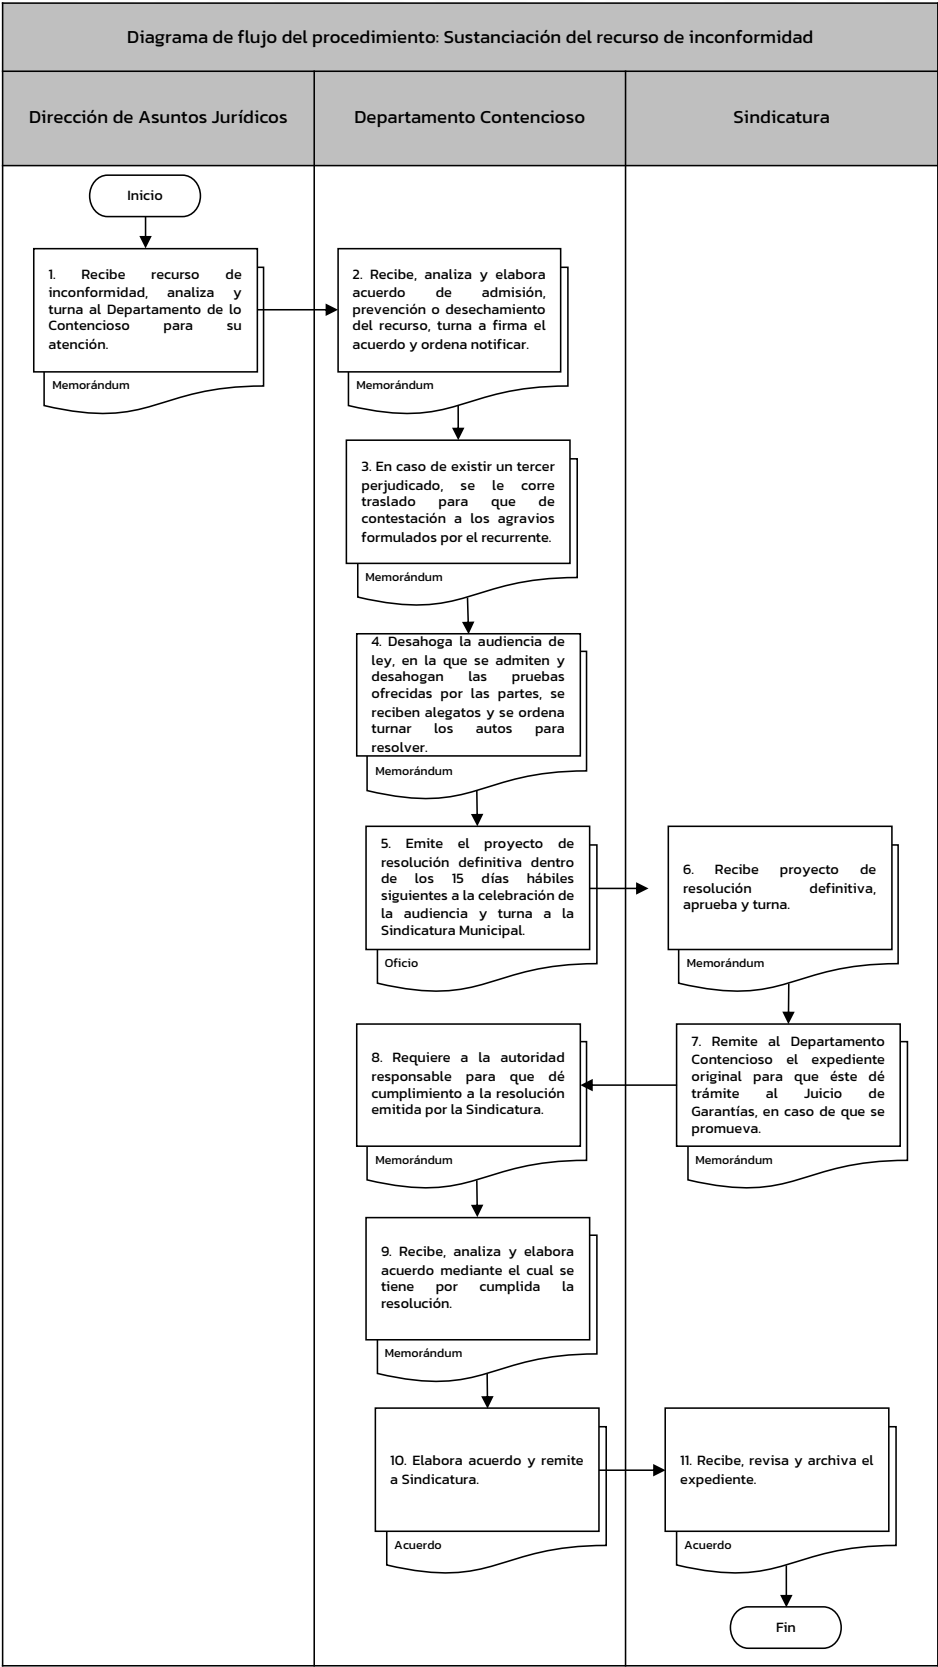 Diagrama de flujo del procedimiento: Sustanciación del recurso de inconformidad
Dirección de Asuntos Jurídicos
Departamento Contencioso
Sindicatura
Inicio
1. Recibe recurso de
inconformidad, analiza y
turna al Departamento de lo
Contencioso para su
atención.
Memorándum
2. Recibe, analiza y elabora
acuerdo de admisión,
prevención o desechamiento
del recurso, turna a firma el
acuerdo y ordena notificar.
Memorándum
3. En caso de existir un tercer
perjudicado, se le corre
traslado para que de
contestación a los agravios
formulados por el recurrente.
Memorándum
4. Desahoga la audiencia de
ley, en la que se admiten y
desahogan las pruebas
ofrecidas por las partes, se
reciben alegatos y se ordena
turnar los autos para
resolver.
Memorándum
5. Emite el proyecto de
resolución definitiva dentro
de los 15 días hábiles
siguientes a la celebración de
la audiencia y turna a la
Sindicatura Municipal.
Oficio
6. Recibe proyecto de
resolución definitiva,
aprueba y turna.
Memorándum
7. Remite al Departamento
Contencioso el expediente
original para que éste dé
trámite al Juicio de
Garantías, en caso de que se
promueva.
Memorándum
8. Requiere a la autoridad
responsable para que dé
cumplimiento a la resolución
emitida por la Sindicatura.
Memorándum
9. Recibe, analiza y elabora
acuerdo mediante el cual se
tiene por cumplida la
resolución.
Memorándum
10. Elabora acuerdo y remite
a Sindicatura.
Acuerdo
11. Recibe, revisa y archiva el
expediente.
Acuerdo
Fin